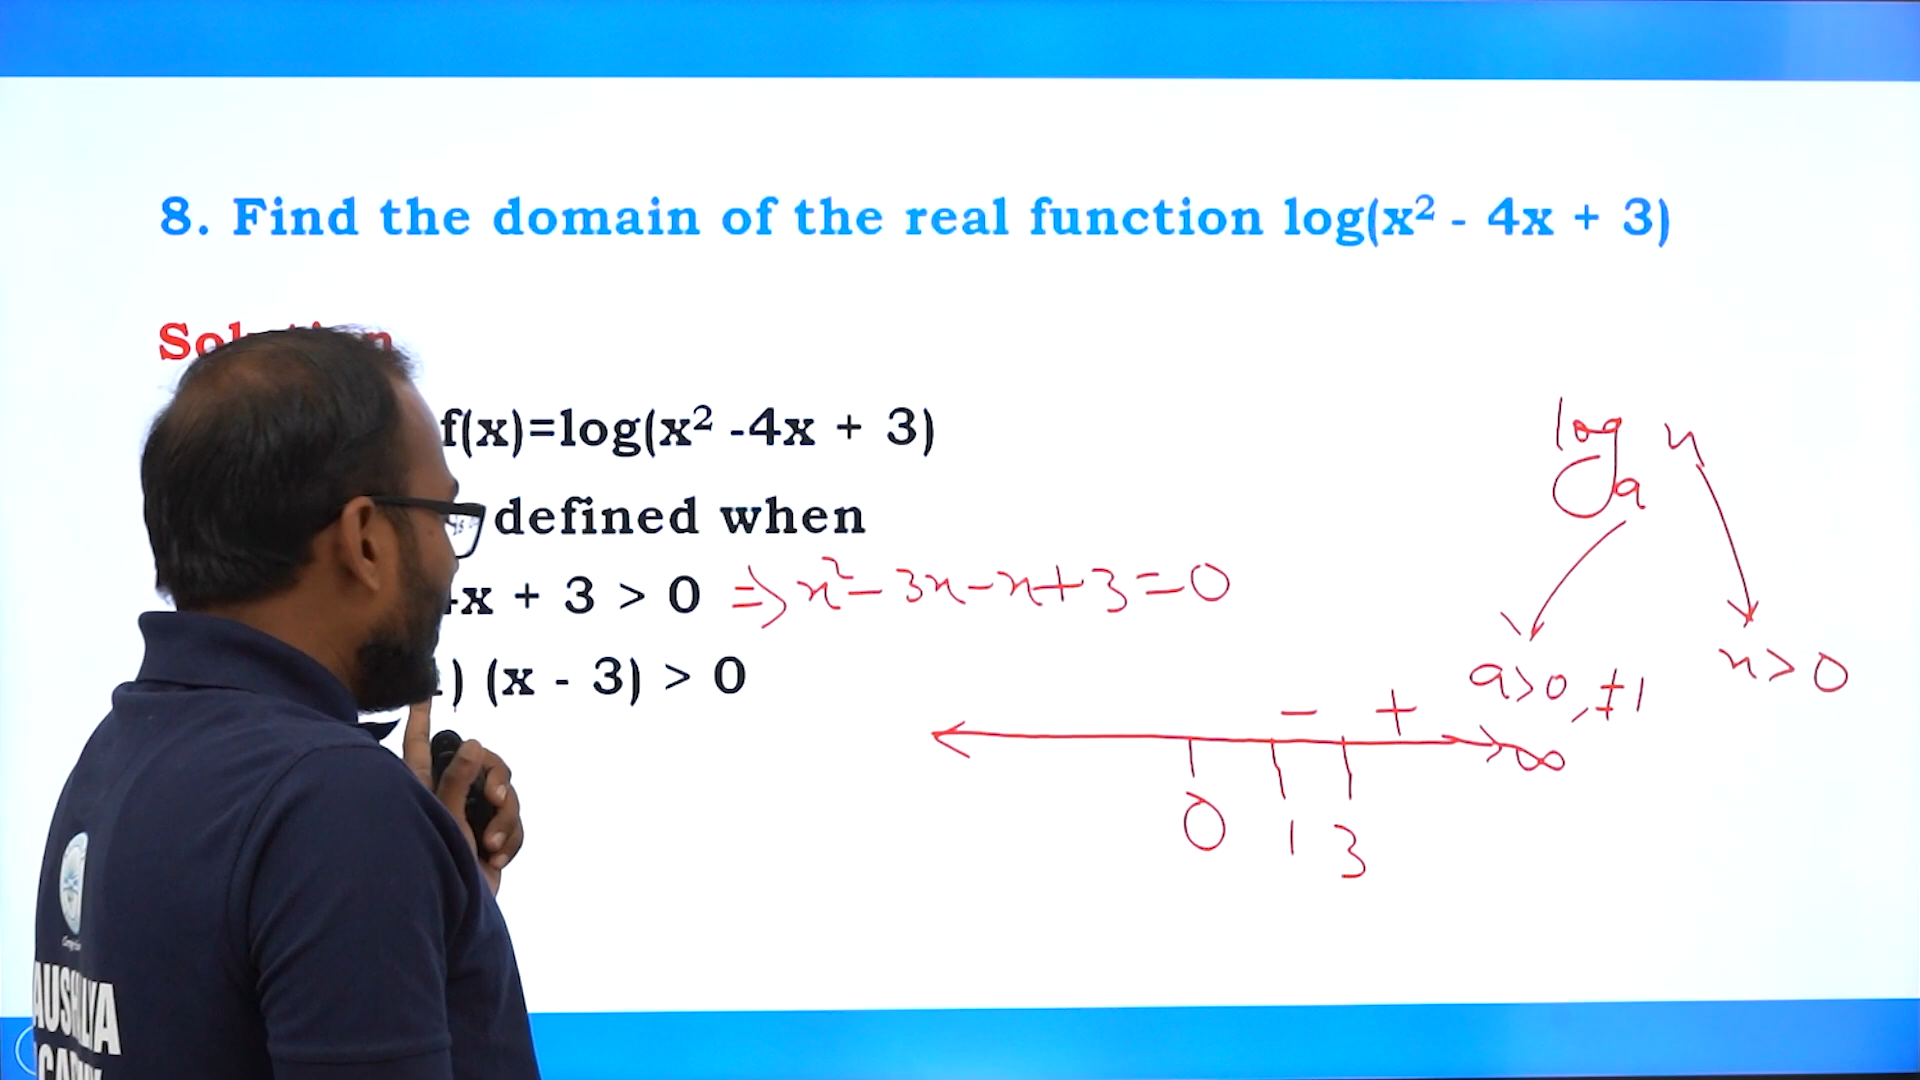 8. Find the domain of the real function log(x² - 4x + 3)
f(x)=log(x² -4x + 3)
defined when
x + 3 > 0 ⇒ x² - 3x - x + 3 = 0
) (x - 3) > 0
log a x
a>0, ≠1
x>0
- +
∞
0 1 3